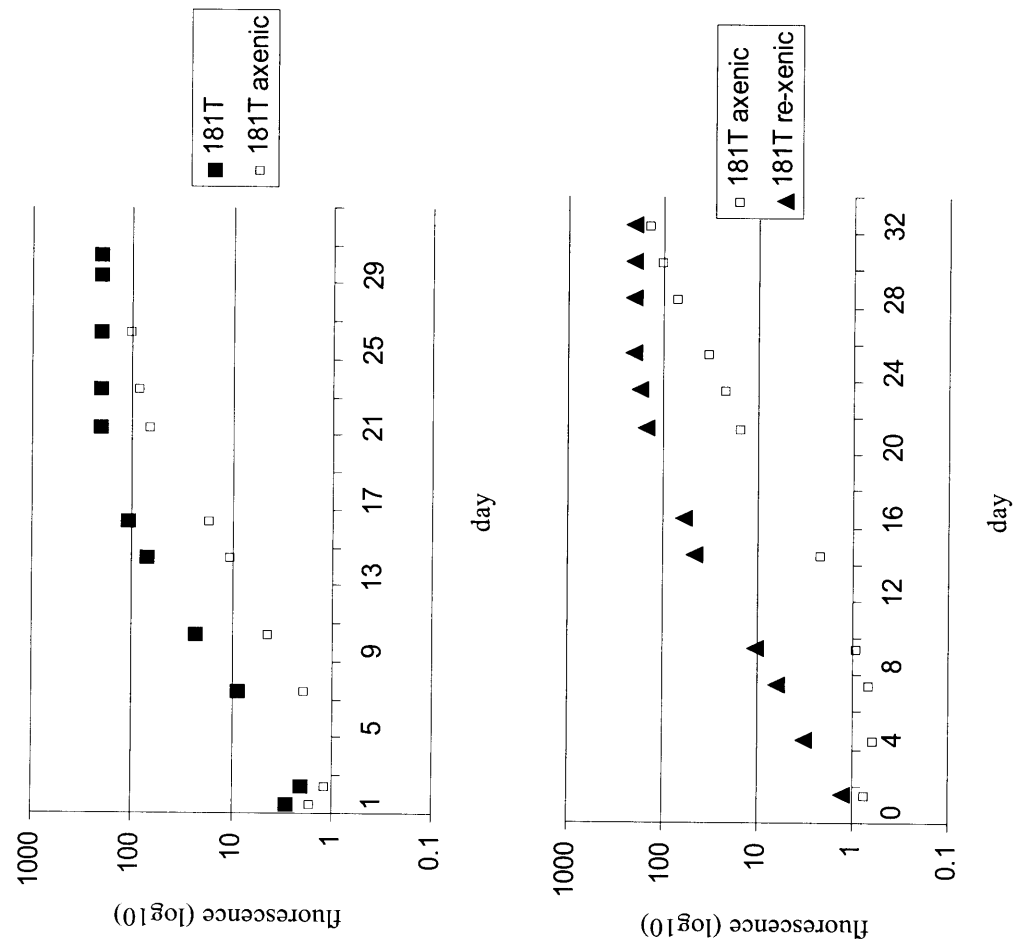 1000
100
10
1
0.1
fluorescence (log10)
1 5 9 13 17 21 25 29
day
181T
181T axenic
1000
100
10
1
0.1
fluorescence (log10)
0 4 8 12 16 20 24 28 32
day
181T axenic
181T re-xenic